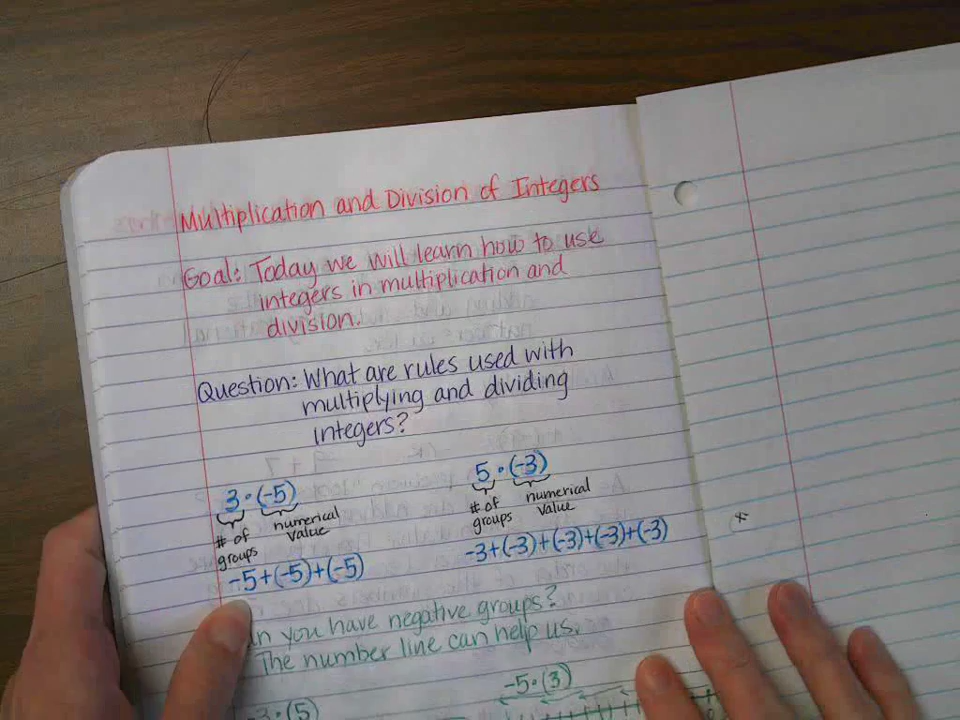 Multiplication and Division of Integers
Goal: Today we will learn how to use
integers in multiplication and
division.
Question: What are rules used with
multiplying and dividing
integers?
3 · (-5)
# of
groups
numerical
value
-5+(-5)+(-5)
5 · (-3)
# of
groups
numerical
value
-3+(-3)+(-3)+(-3)+(-3)
*
you have negative groups?
The number line can help us.
-3 · (5)
-5 · (3)